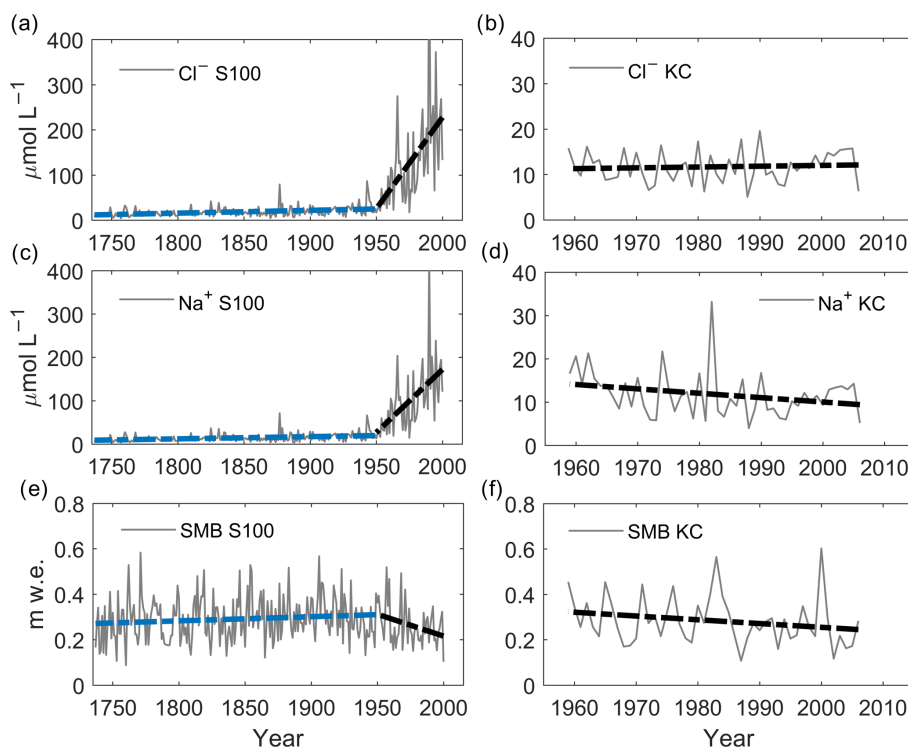 (a)
400
300
200
100
0
μmol L⁻¹
Cl⁻ S100
1750 1800 1850 1900 1950 2000
(b)
40
30
20
10
0
Cl⁻ KC
1960 1970 1980 1990 2000 2010
(c)
400
300
200
100
0
μmol L⁻¹
Na⁺ S100
1750 1800 1850 1900 1950 2000
(d)
40
30
20
10
0
Na⁺ KC
1960 1970 1980 1990 2000 2010
(e)
0.8
0.6
0.4
0.2
0
m w.e.
SMB S100
1750 1800 1850 1900 1950 2000
Year
(f)
0.8
0.6
0.4
0.2
0
SMB KC
1960 1970 1980 1990 2000 2010
Year